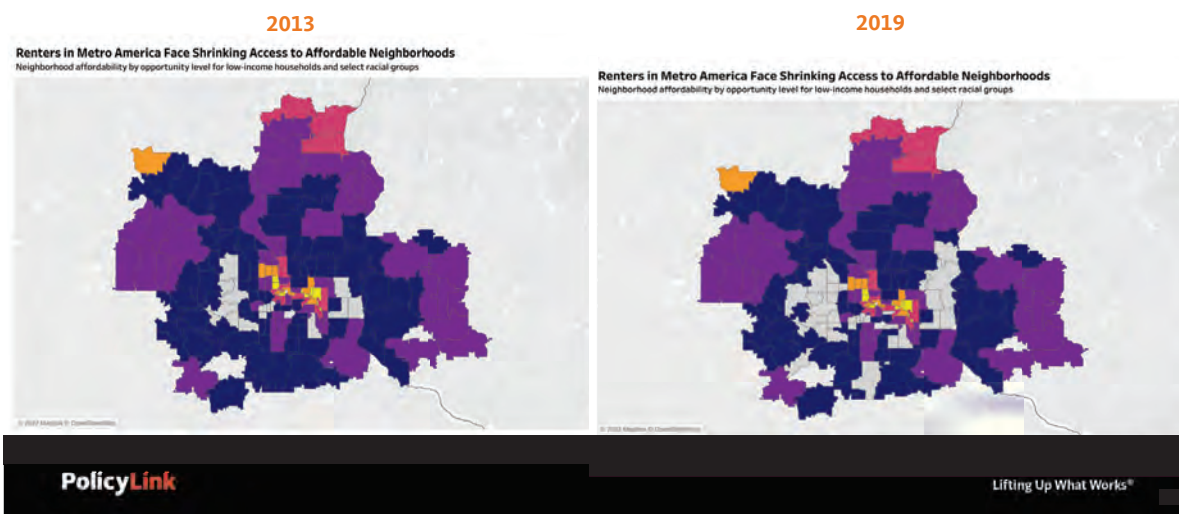 2013
2019
Renters in Metro America Face Shrinking Access to Affordable Neighborhoods
Neighborhood affordability by opportunity level for low-income households and select racial groups
Renters in Metro America Face Shrinking Access to Affordable Neighborhoods
Neighborhood affordability by opportunity level for low-income households and select racial groups
PolicyLink
Lifting Up What Works®